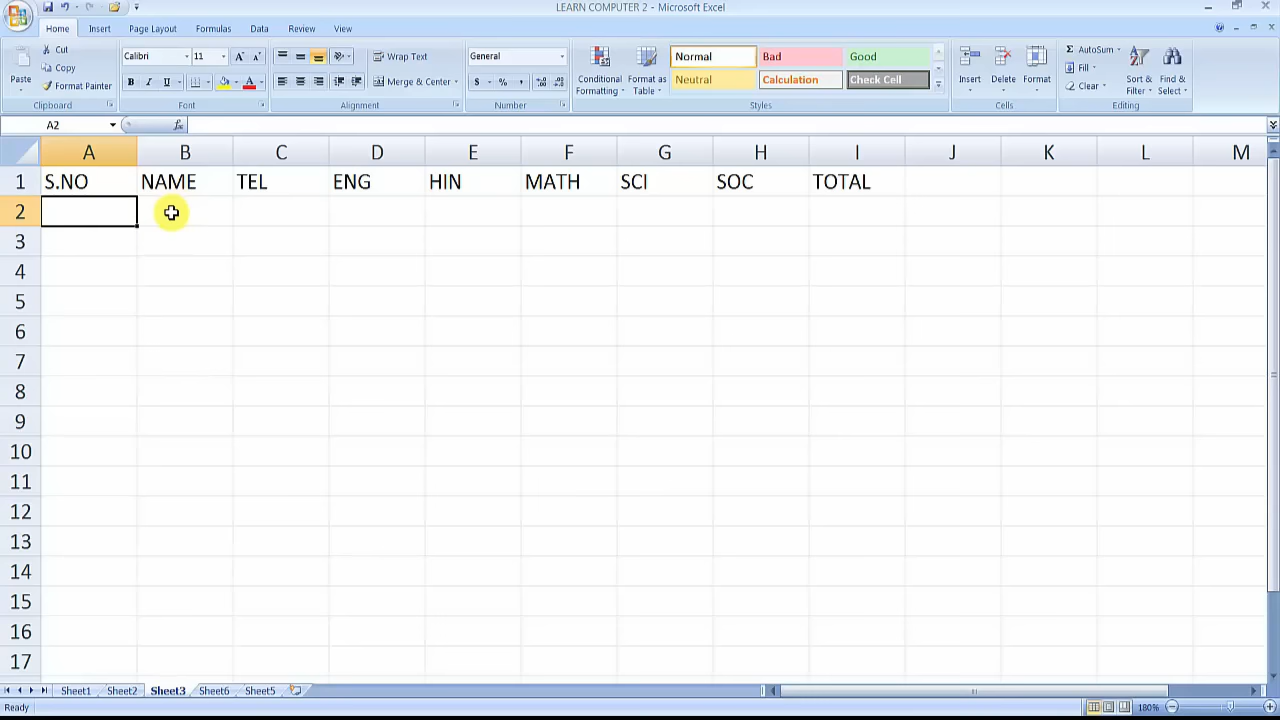 LEARN COMPUTER 2 - Microsoft Excel
Home Insert Page Layout Formulas Data Review View
Paste Cut Copy Format Painter Clipboard
Calibri 11 B I U A Font
Wrap Text Merge & Center Alignment
General $ % , Number
Conditional Formatting Format as Table Normal Bad Good Neutral Calculation Check Cell Styles
Insert Delete Format Cells
AutoSum Fill Clear Sort & Filter Find & Select Editing
A2 fx
A B C D E F G H I J K L M
1 S.NO NAME TEL ENG HIN MATH SCI SOC TOTAL
2
3
4
5
6
7
8
9
10
11
12
13
14
15
16
17
Sheet1 Sheet2 Sheet3 Sheet6 Sheet5
Ready 180%